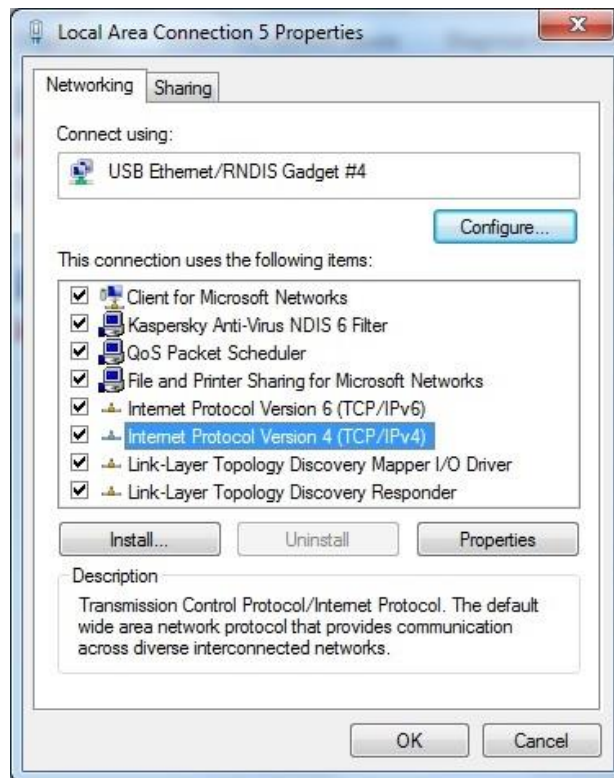 Local Area Connection 5 Properties
Networking
Sharing
Connect using:
USB Ethernet/RNDIS Gadget #4
Configure...
This connection uses the following items:
Client for Microsoft Networks
Kaspersky Anti-Virus NDIS 6 Filter
QoS Packet Scheduler
File and Printer Sharing for Microsoft Networks
Internet Protocol Version 6 (TCP/IPv6)
Internet Protocol Version 4 (TCP/IPv4)
Link-Layer Topology Discovery Mapper I/O Driver
Link-Layer Topology Discovery Responder
Install...
Uninstall
Properties
Description
Transmission Control Protocol/Internet Protocol. The default
wide area network protocol that provides communication
across diverse interconnected networks.
OK
Cancel